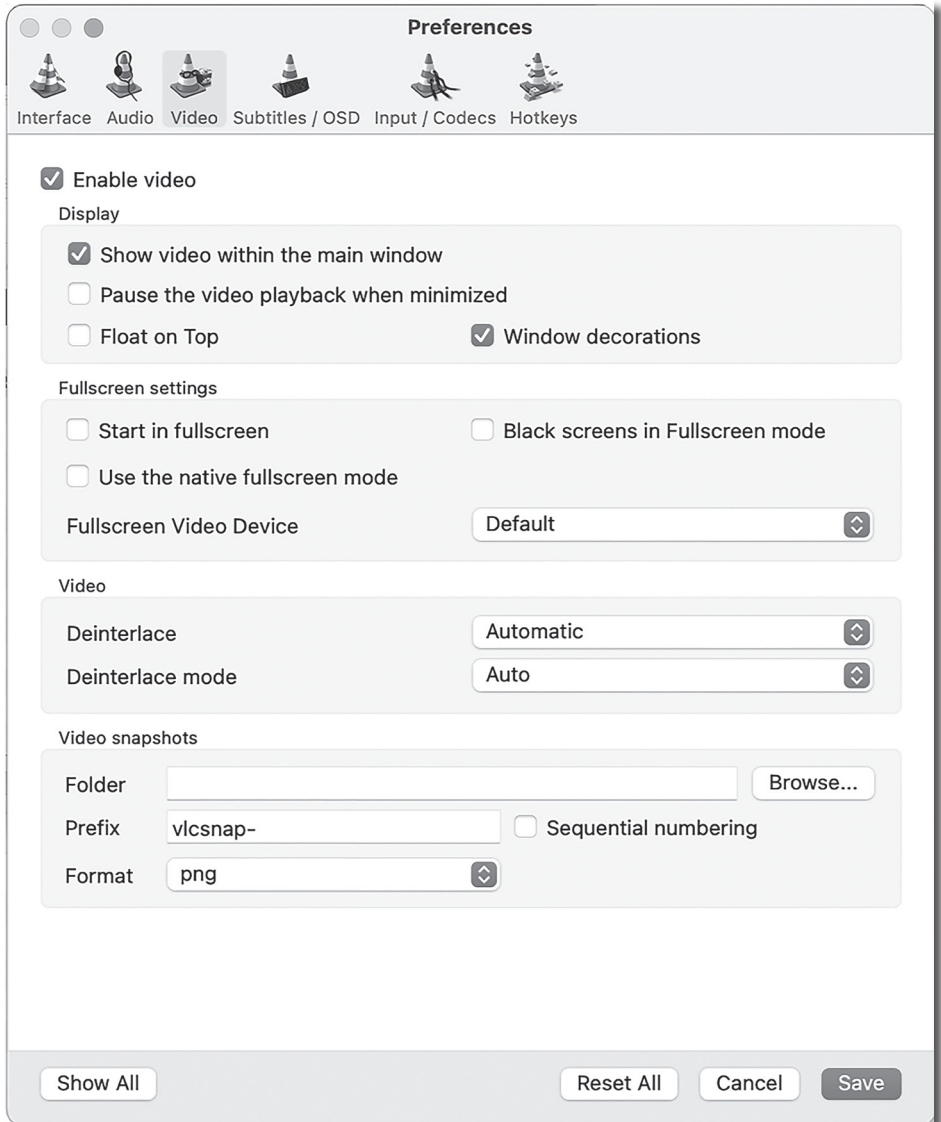 Preferences
Interface Audio Video Subtitles / OSD Input / Codecs Hotkeys
Enable video
Display
Show video within the main window
Pause the video playback when minimized
Float on Top Window decorations
Fullscreen settings
Start in fullscreen Black screens in Fullscreen mode
Use the native fullscreen mode
Fullscreen Video Device Default
Video
Deinterlace Automatic
Deinterlace mode Auto
Video snapshots
Folder Browse...
Prefix vlcsnap- Sequential numbering
Format png
Show All Reset All Cancel Save